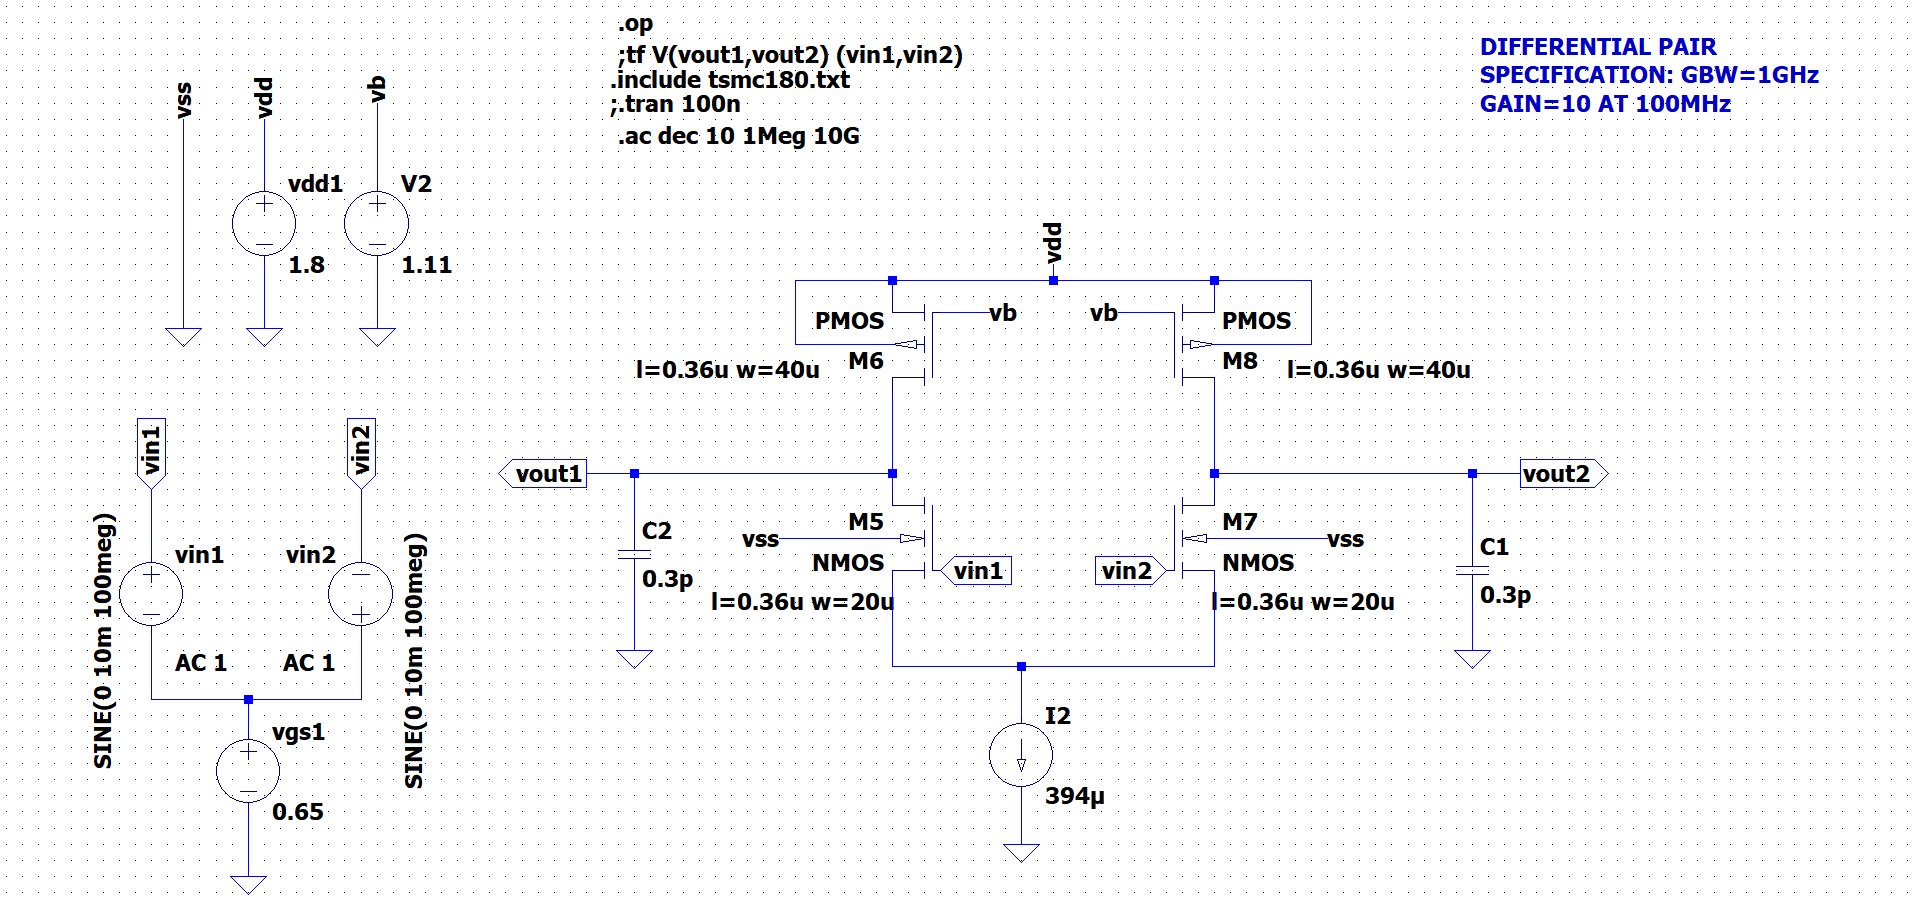 .op
;tf V(vout1,vout2) (vin1,vin2)
.include tsmc180.txt
;.tran 100n
.ac dec 10 1Meg 10G
DIFFERENTIAL PAIR
SPECIFICATION: GBW=1GHz
GAIN=10 AT 100MHz
vss
vdd
vb
vdd1
1.8
V2
1.11
vdd
PMOS
M6
l=0.36u w=40u
vb
vb
PMOS
M8
l=0.36u w=40u
vin1
vin2
vout1
vout2
C2
0.3p
vss
M5
NMOS
vin1
l=0.36u w=20u
M7
vss
NMOS
vin2
l=0.36u w=20u
C1
0.3p
vin1
SINE(0 10m 100meg)
AC 1
vin2
SINE(0 10m 100meg)
AC 1
vgs1
0.65
I2
394µ